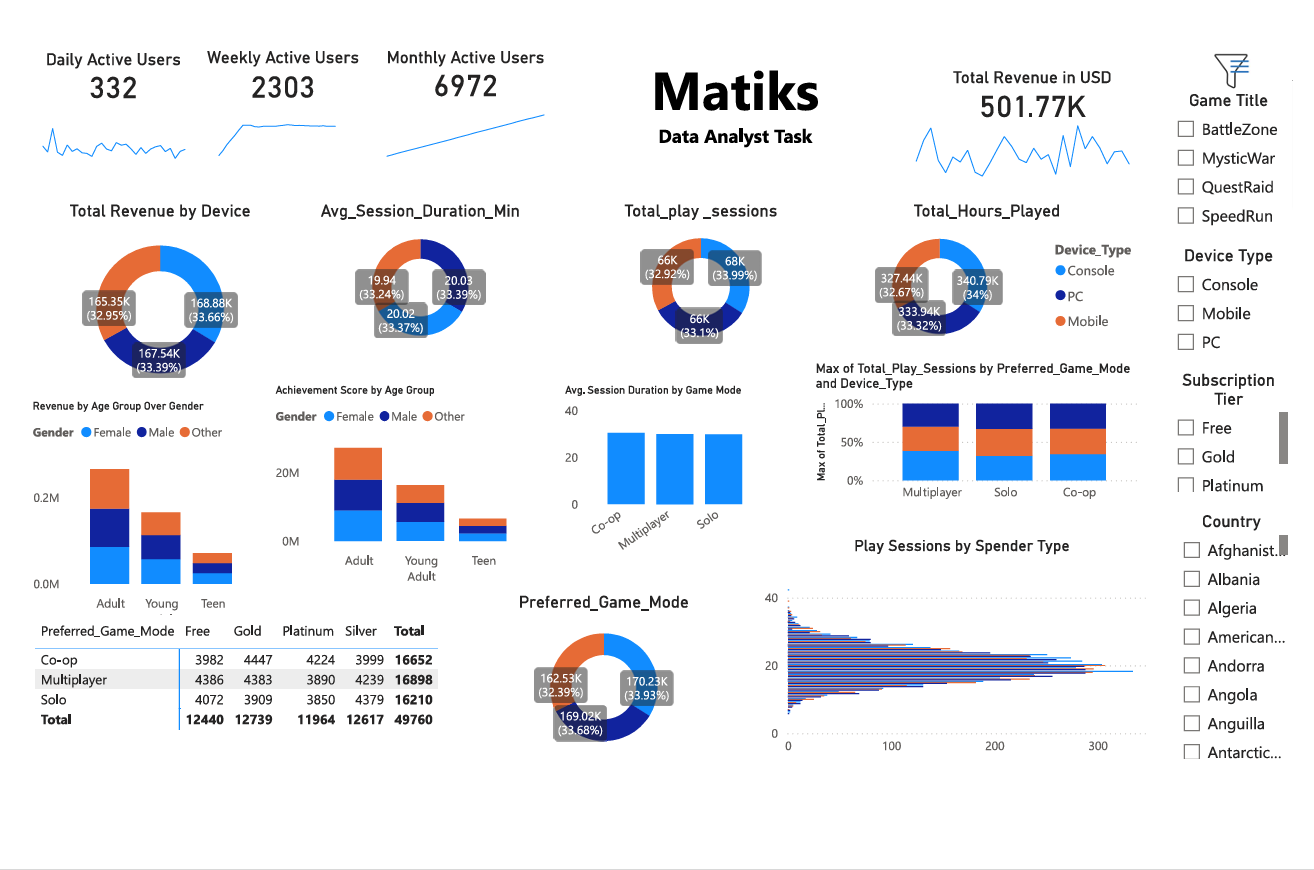 Daily Active Users
332
Weekly Active Users
2303
Monthly Active Users
6972
Matiks
Data Analyst Task
Total Revenue in USD
501.77K
Game Title
BattleZone
MysticWar
QuestRaid
SpeedRun
Device Type
Console
Mobile
PC
Subscription
Tier
Free
Gold
Platinum
Country
Afghanist...
Albania
Algeria
American...
Andorra
Angola
Anguilla
Antarctic...
Total Revenue by Device
165.35K
(32.95%)
168.88K
(33.66%)
167.54K
(33.39%)
Avg_Session_Duration_Min
19.94
(33.24%)
20.03
(33.39%)
20.02
(33.37%)
Total_play _sessions
66K
(32.92%)
68K
(33.99%)
66K
(33.1%)
Total_Hours_Played
327.44K
(32.67%)
340.79K
(34%)
333.94K
(33.32%)
Device_Type
Console
PC
Mobile
Revenue by Age Group Over Gender
Gender Female Male Other
0.2M
0.0M
Adult Young Teen
Achievement Score by Age Group
Gender Female Male Other
20M
0M
Adult Young Teen
Adult
Avg. Session Duration by Game Mode
40
20
0
Co-op Multiplayer Solo
Max of Total_Play_Sessions by Preferred_Game_Mode
and Device_Type
Max of Total_Pl...
100%
50%
0%
Multiplayer Solo Co-op
Preferred_Game_Mode Free Gold Platinum Silver Total
Co-op 3982 4447 4224 3999 16652
Multiplayer 4386 4383 3890 4239 16898
Solo 4072 3909 3850 4379 16210
Total 12440 12739 11964 12617 49760
Preferred_Game_Mode
162.53K
(32.39%)
170.23K
(33.93%)
169.02K
(33.68%)
Play Sessions by Spender Type
40
20
0
0 100 200 300